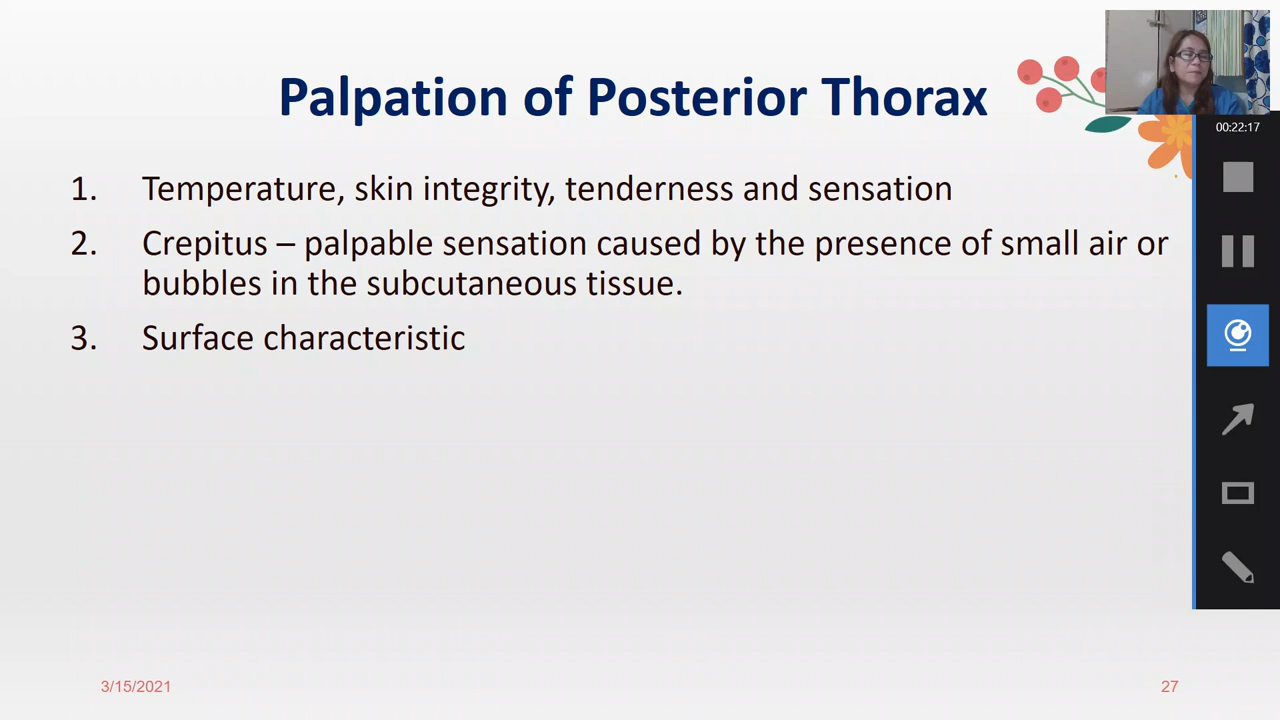 Palpation of Posterior Thorax
00:22:17
1. Temperature, skin integrity, tenderness and sensation
2. Crepitus – palpable sensation caused by the presence of small air or
bubbles in the subcutaneous tissue.
3. Surface characteristic
3/15/2021
27